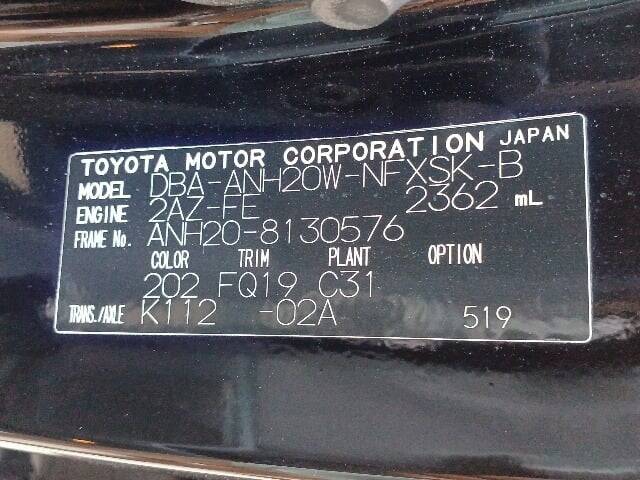 TOYOTA MOTOR CORPORATION JAPAN
MODEL DBA-ANH20W-NFXSK-B
ENGINE 2AZ-FE 2362 mL
FRAME No. ANH20-8130576
COLOR TRIM PLANT OPTION
202 FQ19 C31
TRANS./AXLE K112 -02A 519